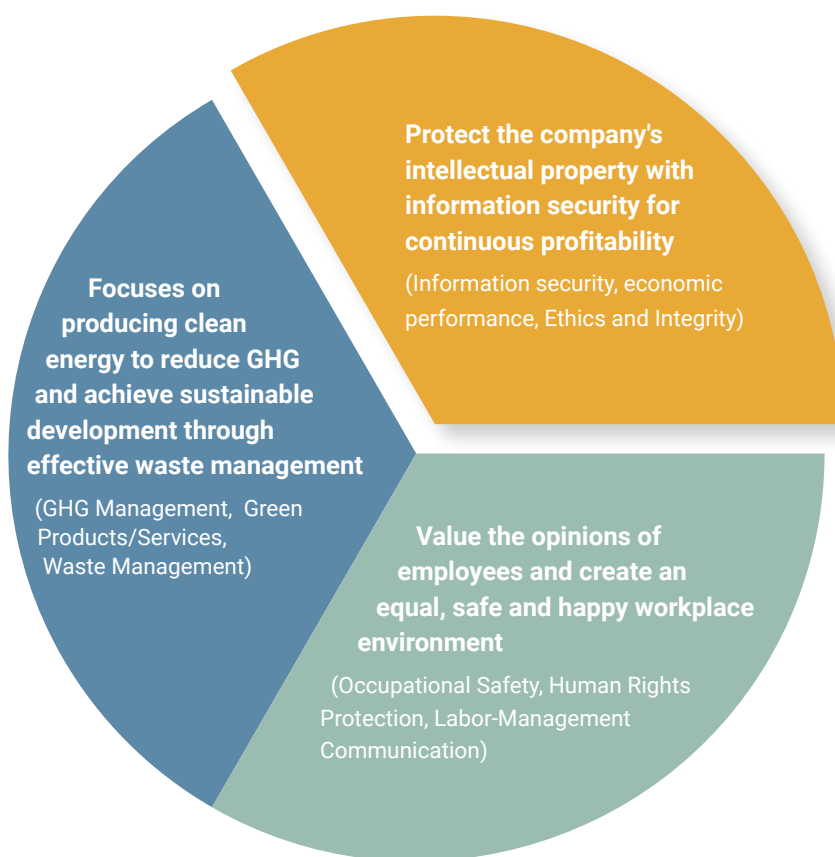 Protect the company's
intellectual property with
information security for
continuous profitability
(Information security, economic
performance, Ethics and Integrity)
Focuses on
producing clean
energy to reduce GHG
and achieve sustainable
development through
effective waste management
(GHG Management, Green
Products/Services,
Waste Management)
Value the opinions of
employees and create an
equal, safe and happy workplace
environment
(Occupational Safety, Human Rights
Protection, Labor-Management
Communication)